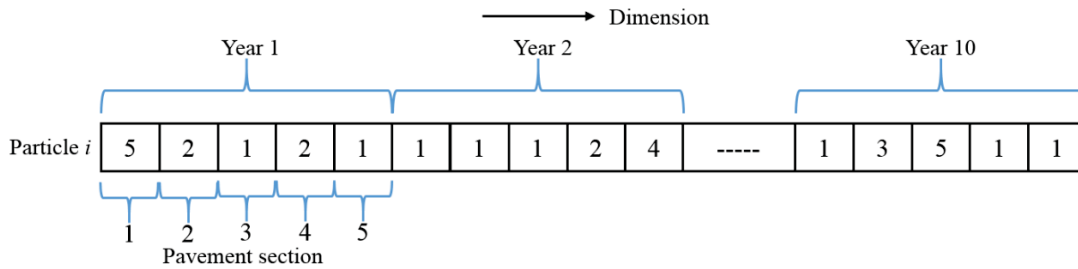 Dimension
Year 1 Year 2 Year 10
Particle i 5 2 1 2 1 1 1 1 2 4 ----- 1 3 5 1 1
1 2 3 4 5
Pavement section